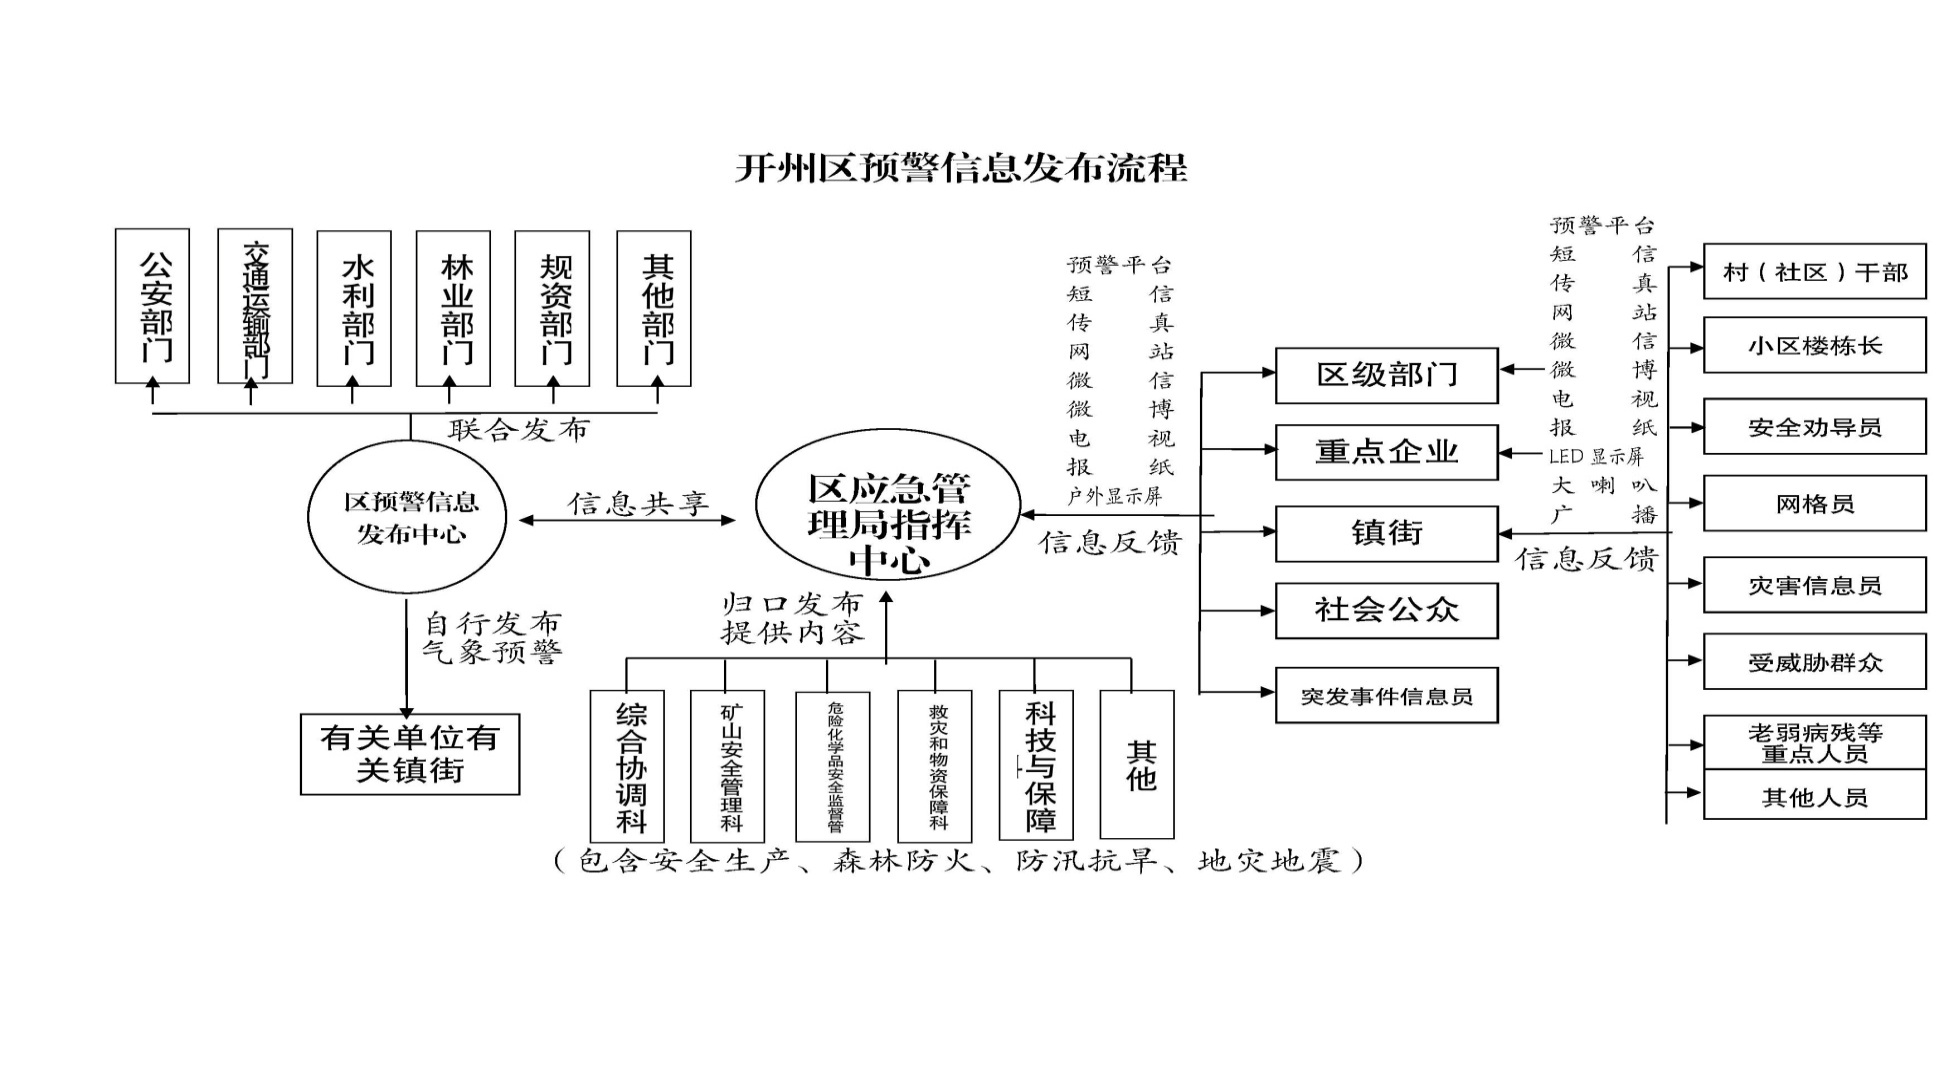 开州区预警信息发布流程
公安部门
交通运输部门
水利部门
林业部门
规资部门
其他部门
联合发布
区预警信息
发布中心
信息共享
自行发布
气象预警
有关单位有
关镇街
区应急管
理局指挥
中心
归口发布
提供内容
综合协调科
矿山安全管理科
危险化学品安全监督管
救灾和物资保障科
科技与保障
其他
（包含安全生产、森林防火、防汛抗旱、地灾地震）
预警平台
短信
传真
网站
微信
微博
电视
报纸
户外显示屏
信息反馈
区级部门
重点企业
镇街
社会公众
突发事件信息员
预警平台
短信
传真
网站
微信
微博
电视
报纸
LED 显示屏
大喇叭
广播
信息反馈
村（社区）干部
小区楼栋长
安全劝导员
网格员
灾害信息员
受威胁群众
老弱病残等
重点人员
其他人员